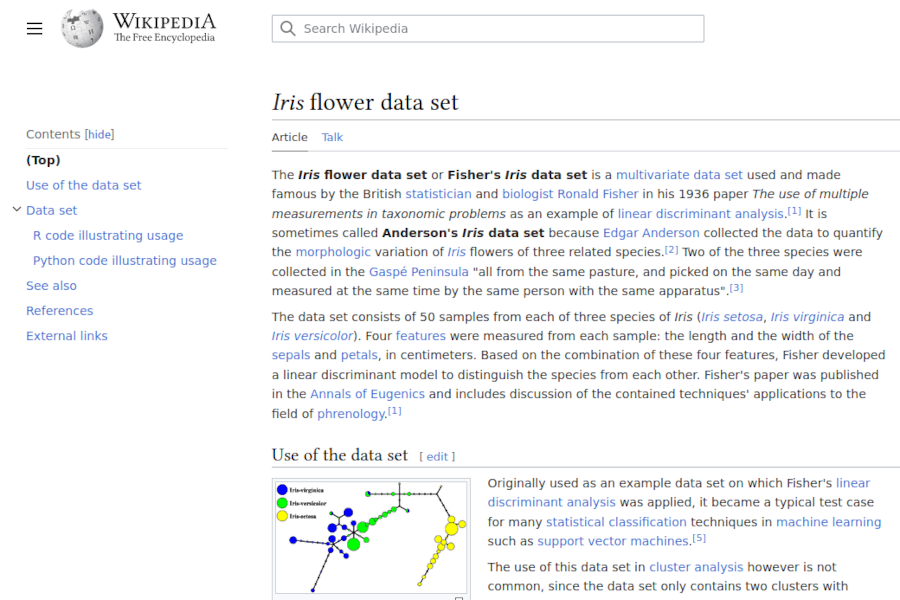 WIKIPEDIA
The Free Encyclopedia
Search Wikipedia
Contents [hide]
(Top)
Use of the data set
Data set
R code illustrating usage
Python code illustrating usage
See also
References
External links
Iris flower data set
Article Talk
The Iris flower data set or Fisher's Iris data set is a multivariate data set used and made
famous by the British statistician and biologist Ronald Fisher in his 1936 paper The use of multiple
measurements in taxonomic problems as an example of linear discriminant analysis.[1] It is
sometimes called Anderson's Iris data set because Edgar Anderson collected the data to quantify
the morphologic variation of Iris flowers of three related species.[2] Two of the three species were
collected in the Gaspé Peninsula "all from the same pasture, and picked on the same day and
measured at the same time by the same person with the same apparatus".[3]
The data set consists of 50 samples from each of three species of Iris (Iris setosa, Iris virginica and
Iris versicolor). Four features were measured from each sample: the length and the width of the
sepals and petals, in centimeters. Based on the combination of these four features, Fisher developed
a linear discriminant model to distinguish the species from each other. Fisher's paper was published
in the Annals of Eugenics and includes discussion of the contained techniques' applications to the
field of phrenology.[1]
Use of the data set [ edit ]
Iris-virginica
Iris-versicolor
Iris-setosa
Originally used as an example data set on which Fisher's linear
discriminant analysis was applied, it became a typical test case
for many statistical classification techniques in machine learning
such as support vector machines.[5]
The use of this data set in cluster analysis however is not
common, since the data set only contains two clusters with